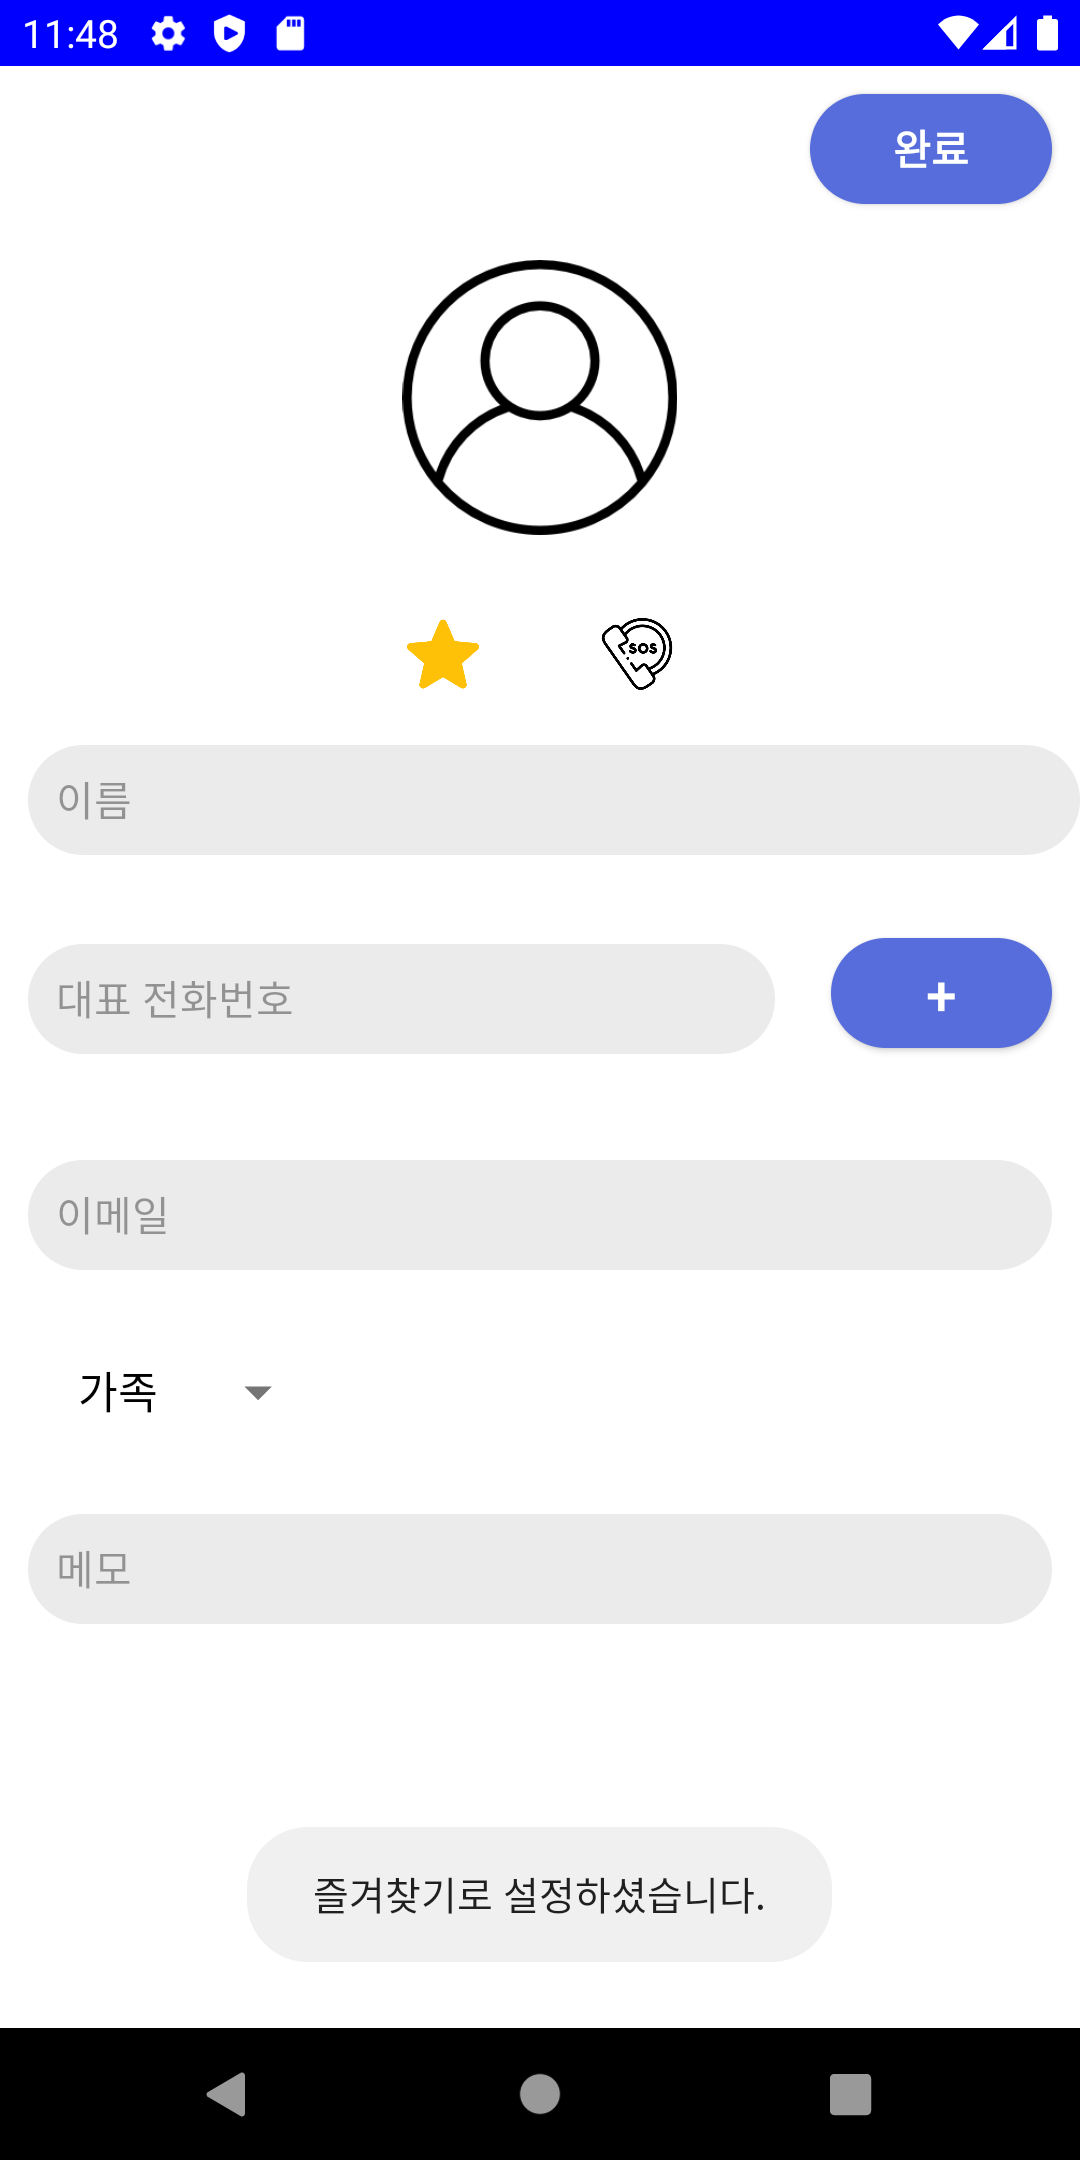 11:48
완료
SOS
이름
대표 전화번호
+
이메일
가족
메모
즐겨찾기로 설정하셨습니다.